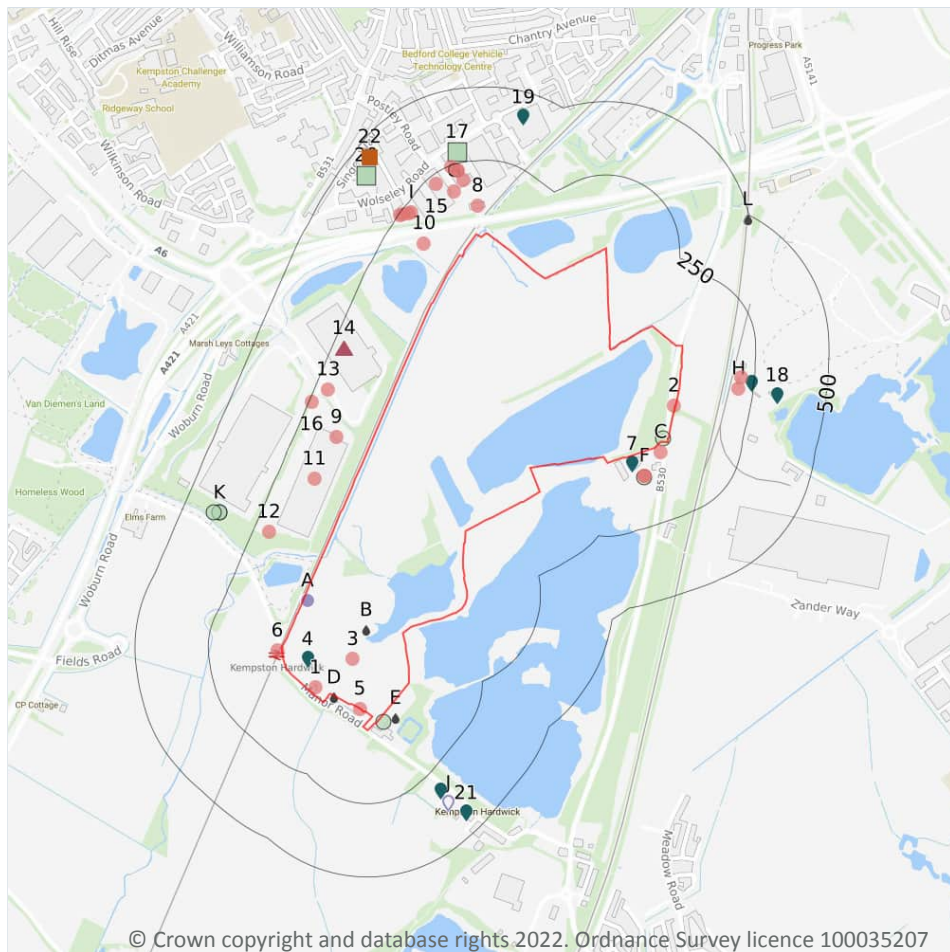 Hill Rise
Ditmas Avenue
Williamson Road
Chantry Avenue
Bedford College Vehicle
Technology Centre
Progress Park
A5141
Kempston Challenger
Academy
Ridgeway School
Postley Road
19
B531
22
17
Wilkinson Road
Wolseley Road
8
15
I
10
L
A6
250
A421
A421
14
Marsh Leys Cottages
Woburn Road
Van Diemen's Land
13
16
9
H
18
500
2
C
7
F
B530
11
Homeless Wood
K
Elms Farm
12
Woburn Road
A
B
Zander Way
6
4
3
Fields Road
Kempston Hardwick
1
D
5
E
CP Cottage
Manor Road
J
21
Kempston Hardwick
Meadow Road
© Crown copyright and database rights 2022. Ordnance Survey licence 100035207